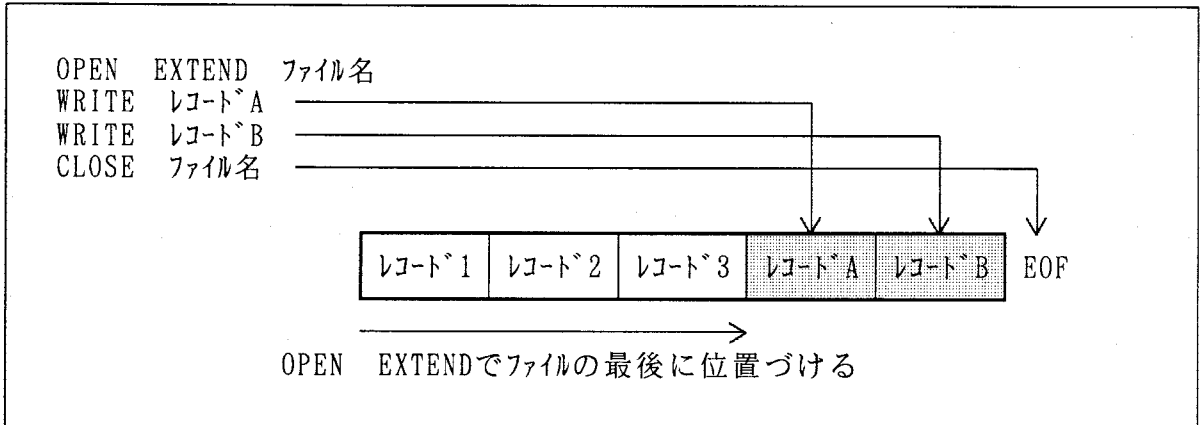 OPEN EXTEND ﾌｧｲﾙ名
WRITE ﾚｺｰﾄﾞA
WRITE ﾚｺｰﾄﾞB
CLOSE ﾌｧｲﾙ名
ﾚｺｰﾄﾞ1 ﾚｺｰﾄﾞ2 ﾚｺｰﾄﾞ3 ﾚｺｰﾄﾞA ﾚｺｰﾄﾞB EOF
OPEN EXTENDでﾌｧｲﾙの最後に位置づける